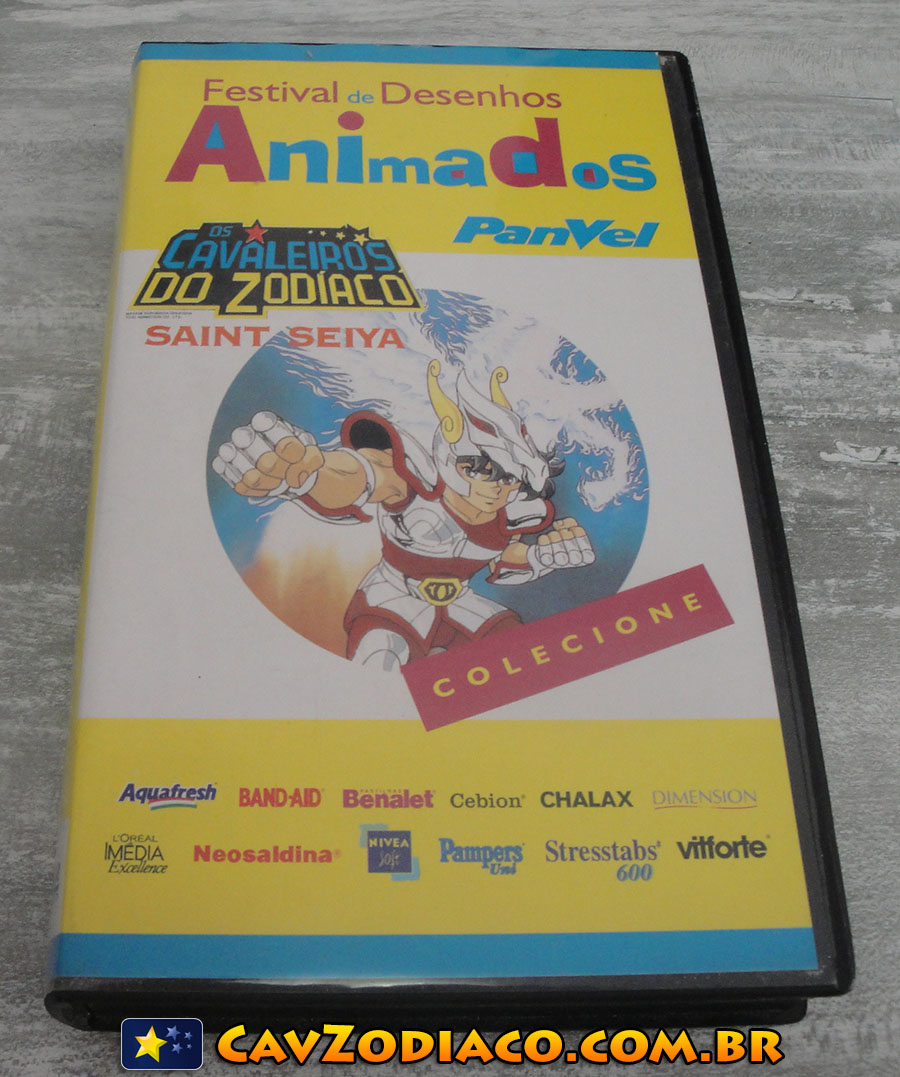 Festival de Desenhos
Animados
PanVel
OS
CAVALEIROS
DO ZODÍACO
SAINT SEIYA
COLECIONE
Aquafresh
BAND-AID
Benalet
Cebion®
CHALAX
DIMENSION
L'ORÉAL
IMÉDIA
Excellence
Neosaldina®
NIVEA
Soft
Pampers
Uni
Stresstabs®
600
vitforte®
CAVZODIACO.COM.BR